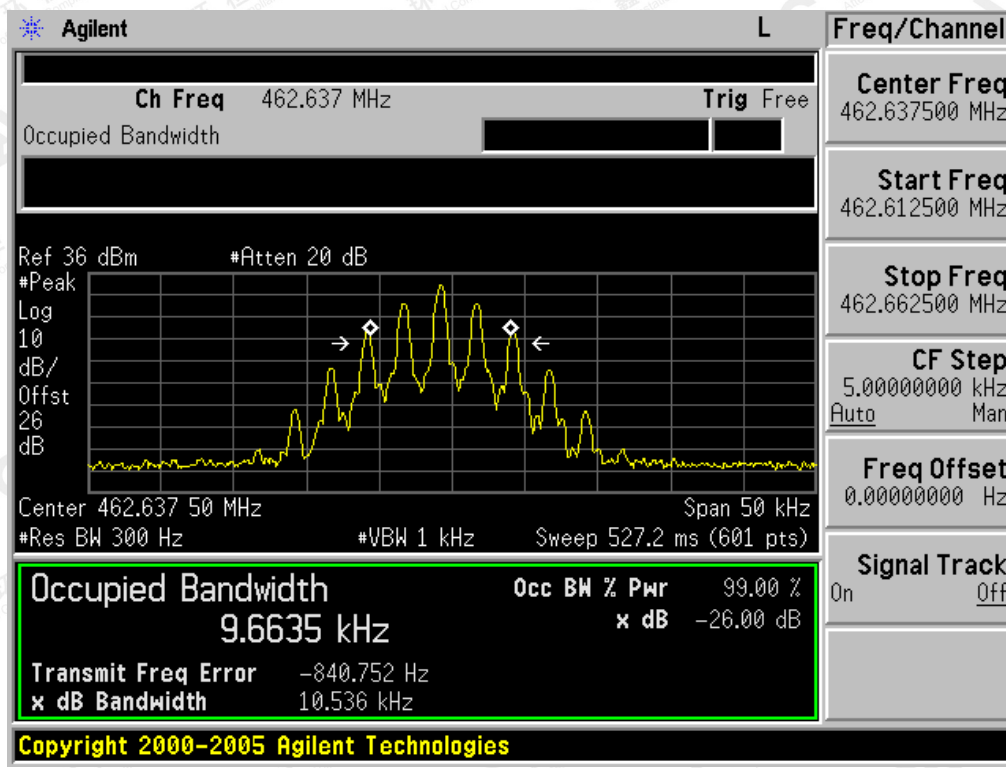 Agilent L
Ch Freq 462.637 MHz Trig Free
Occupied Bandwidth
Ref 36 dBm #Atten 20 dB
#Peak
Log
10
dB/
Offst
26
dB
Center 462.637 50 MHz Span 50 kHz
#Res BW 300 Hz #VBW 1 kHz Sweep 527.2 ms (601 pts)
Occupied Bandwidth Occ BW % Pwr 99.00 %
9.6635 kHz x dB -26.00 dB
Transmit Freq Error -840.752 Hz
x dB Bandwidth 10.536 kHz
Copyright 2000-2005 Agilent Technologies
Freq/Channel
Center Freq
462.637500 MHz
Start Freq
462.612500 MHz
Stop Freq
462.662500 MHz
CF Step
5.00000000 kHz
Auto Man
Freq Offset
0.00000000 Hz
Signal Track
On Off